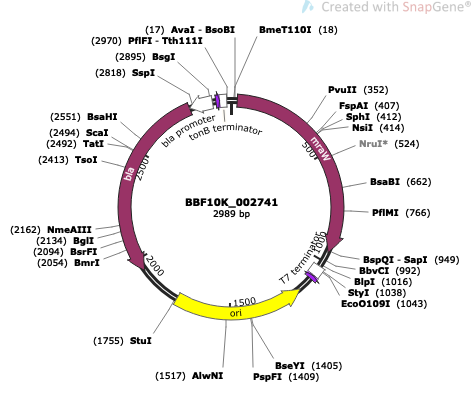 Created with SnapGene®
(17) AvaI - BsoBI
BmeT110I (18)
(2970) PflFI - Tth111I
(2895) BsgI
(2818) SspI
PvuII (352)
FspAI (407)
SphI (412)
NsiI (414)
NruI* (524)
(2551) BsaHI
(2494) ScaI
(2492) TatI
(2413) TsoI
bla promoter
tonB terminator
mraW
bla
500
2500
BsaBI (662)
PflMI (766)
BBF10K_002741
2989 bp
(2162) NmeAIII
(2134) BglI
(2094) BsrFI
(2054) BmrI
1000
2000
T7 terminator
BspQI - SapI (949)
BbvCI (992)
BlpI (1016)
StyI (1038)
EcoO109I (1043)
1500
ori
(1755) StuI
BseYI (1405)
(1517) AlwNI
PspFI (1409)